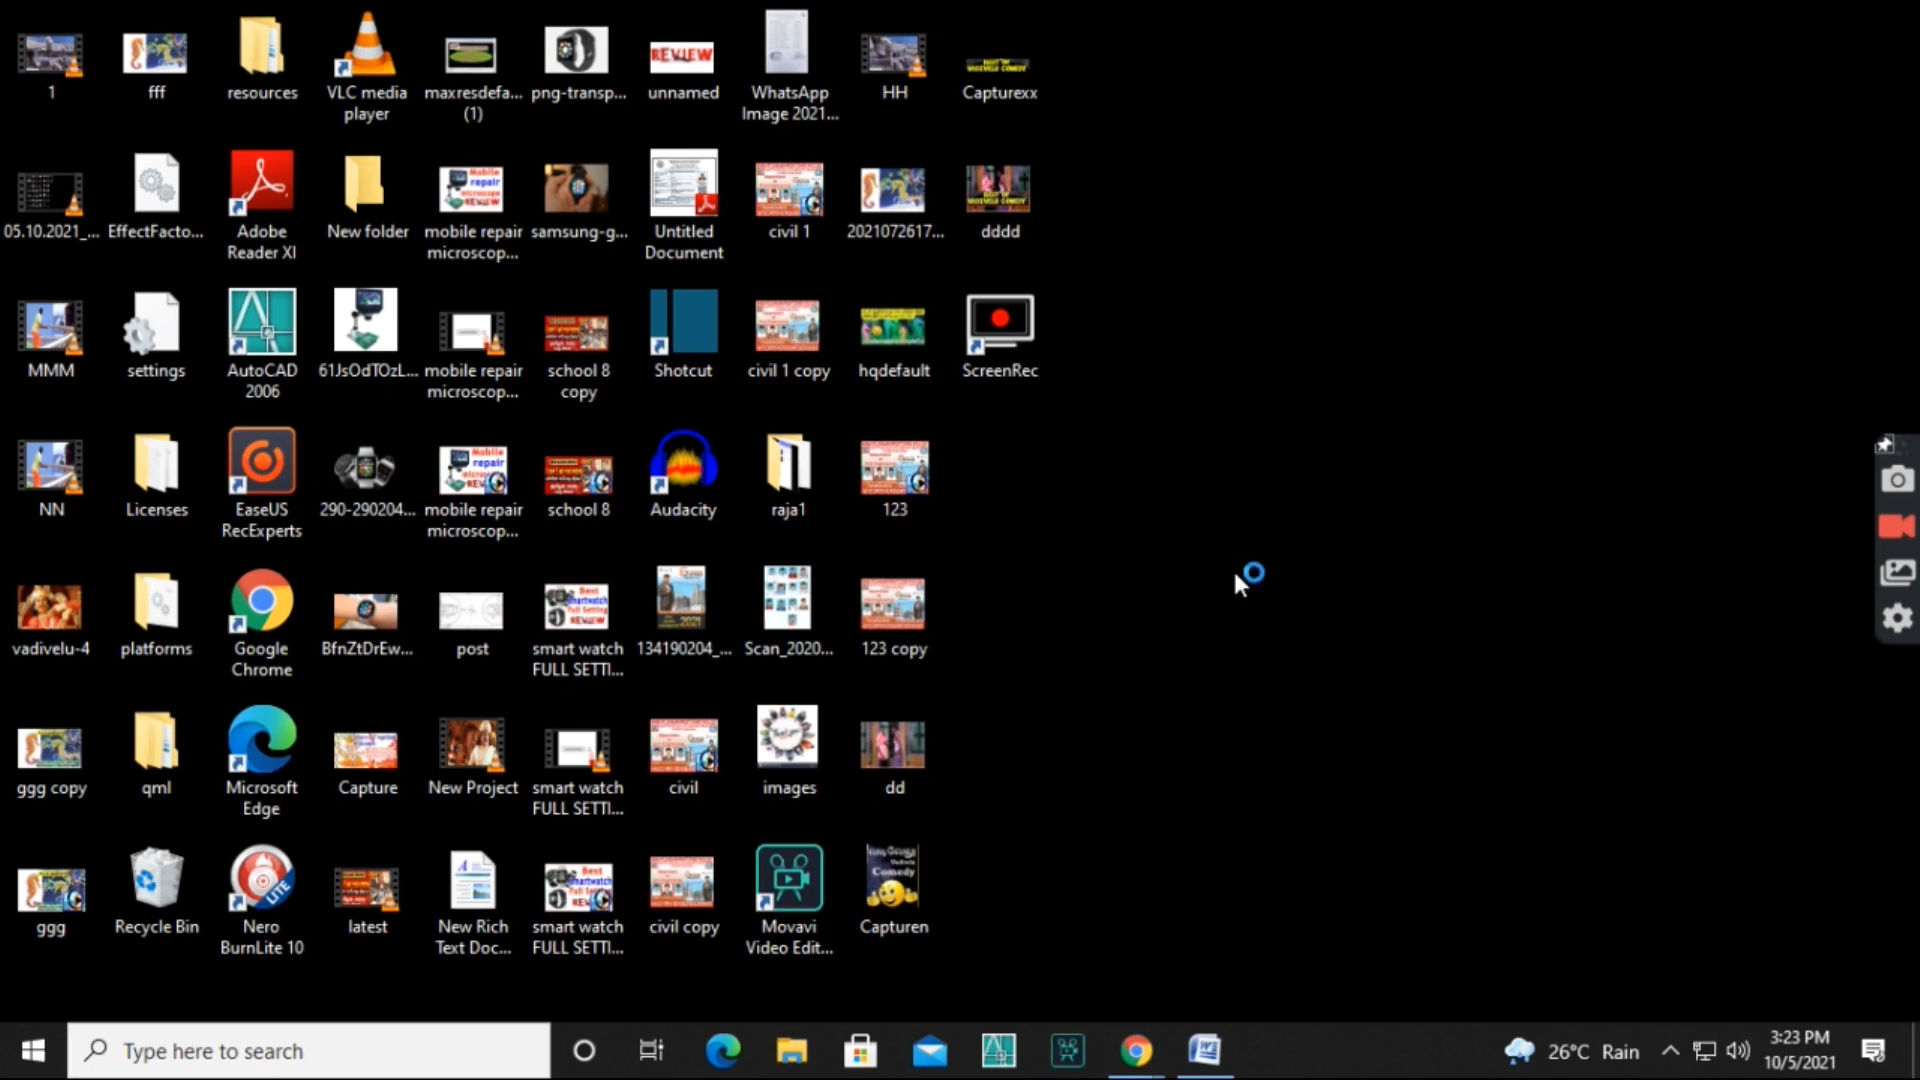 1
fff
resources
VLC media
player
maxresdefa...
(1)
png-transp...
unnamed
WhatsApp
Image 2021...
HH
Capturexx
05.10.2021_...
EffectFacto...
Adobe
Reader XI
New folder
mobile repair
microscop...
samsung-g...
Untitled
Document
civil 1
2021072617...
dddd
MMM
settings
AutoCAD
2006
61JsOdTOzL...
mobile repair
microscop...
school 8
copy
Shotcut
civil 1 copy
hqdefault
ScreenRec
NN
Licenses
EaseUS
RecExperts
290-290204...
mobile repair
microscop...
school 8
Audacity
raja1
123
vadivelu-4
platforms
Google
Chrome
BfnZtDrEw...
post
smart watch
FULL SETTI...
134190204_...
Scan_2020...
123 copy
ggg copy
qml
Microsoft
Edge
Capture
New Project
smart watch
FULL SETTI...
civil
images
dd
ggg
Recycle Bin
Nero
BurnLite 10
latest
New Rich
Text Doc...
smart watch
FULL SETTI...
civil copy
Movavi
Video Edit...
Capturen
Type here to search
26°C Rain
3:23 PM
10/5/2021